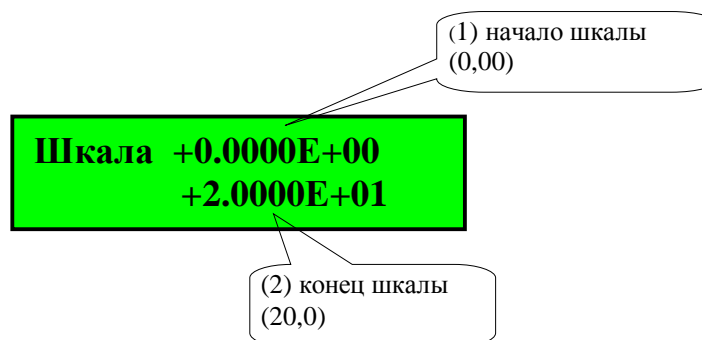 (1) начало шкалы
(0,00)
Шкала +0.0000E+00
+2.0000E+01
(2) конец шкалы
(20,0)